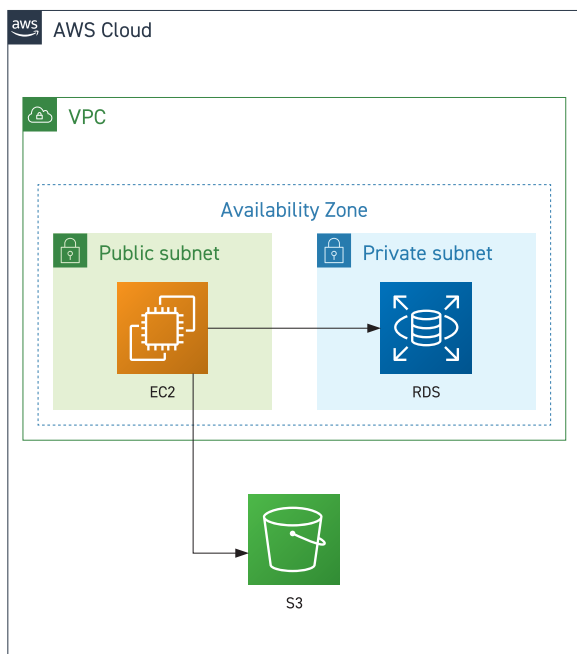 aws
AWS Cloud
VPC
Availability Zone
Public subnet
Private subnet
EC2
RDS
S3